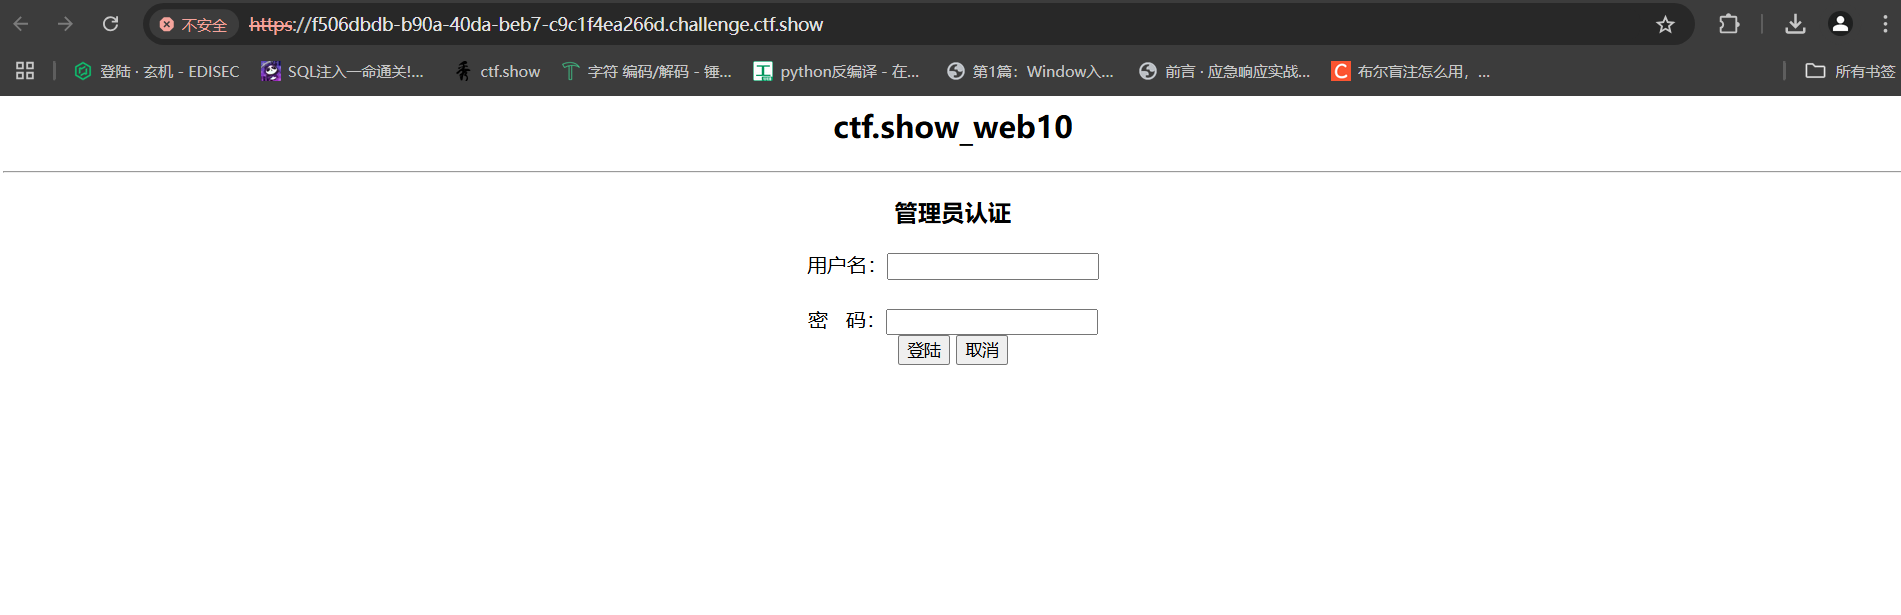 不安全 https://f506dbdb-b90a-40da-beb7-c9c1f4ea266d.challenge.ctf.show
登陆 · 玄机 - EDISEC SQL注入一命通关!... ctf.show 字符 编码/解码 - 锤... python反编译 - 在... 第1篇：Window入... 前言 · 应急响应实战... 布尔盲注怎么用，... 所有书签
ctf.show_web10
管理员认证
用户名：
密 码：
登陆 取消